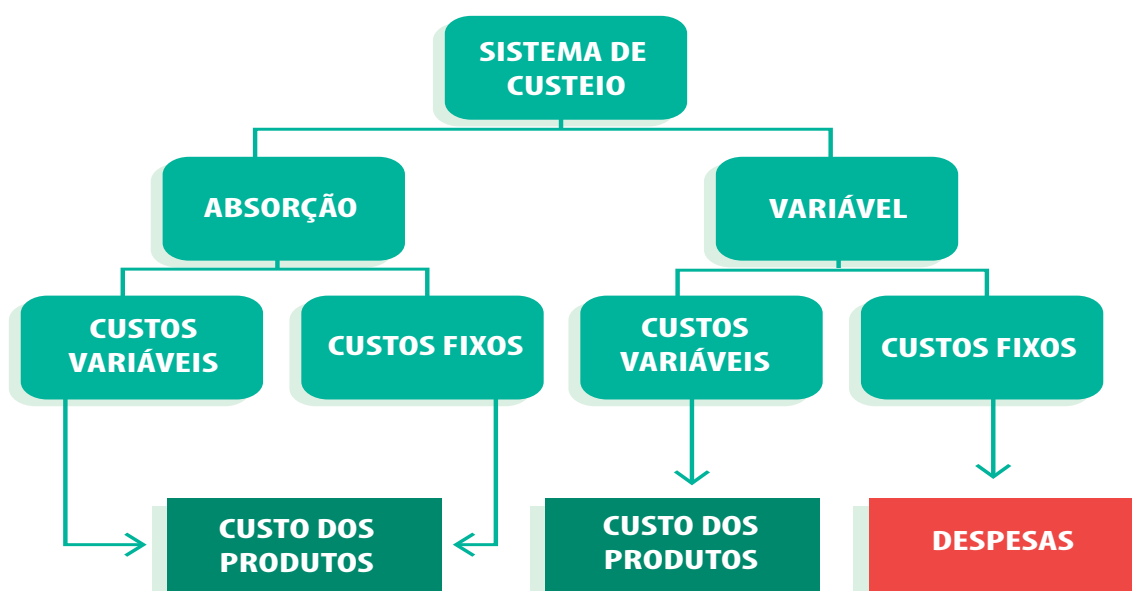 SISTEMA DE
CUSTEIO
ABSORÇÃO
VARIÁVEL
CUSTOS
VARIÁVEIS
CUSTOS FIXOS
CUSTOS
VARIÁVEIS
CUSTOS FIXOS
CUSTO DOS
PRODUTOS
CUSTO DOS
PRODUTOS
DESPESAS